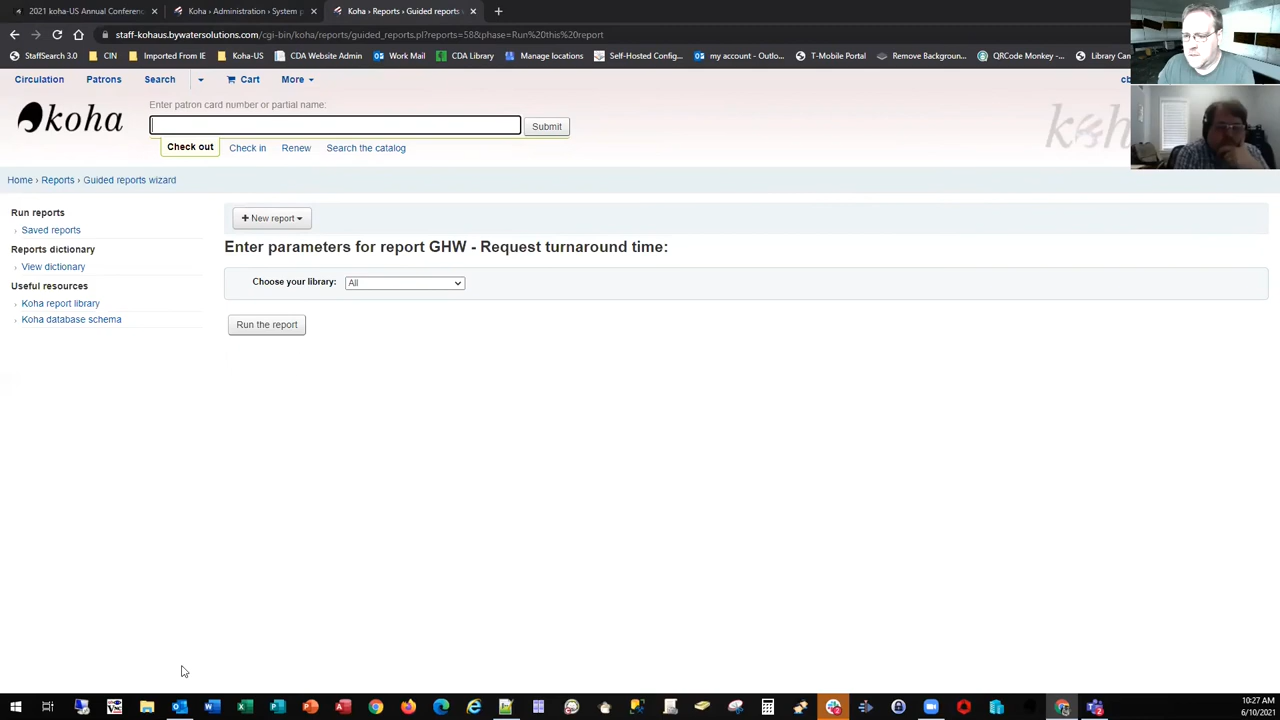 2021 koha-US Annual Conferenc
Koha › Administration › System p
Koha › Reports › Guided reports
staff-kohaus.bywatersolutions.com/cgi-bin/koha/reports/guided_reports.pl?reports=58&phase=Run%20this%20report
StaffSearch 3.0
CIN
Imported From IE
Koha-US
CDA Website Admin
Work Mail
CDA Library
Manage locations
Self-Hosted Config...
my account - Outlo...
T-Mobile Portal
Remove Background...
QRCode Monkey -...
Library Can
Circulation
Patrons
Search
Cart
More
cb
koha
Enter patron card number or partial name:
Submit
Check out
Check in
Renew
Search the catalog
Home › Reports › Guided reports wizard
Run reports
Saved reports
Reports dictionary
View dictionary
Useful resources
Koha report library
Koha database schema
+ New report
Enter parameters for report GHW - Request turnaround time:
Choose your library:
All
Run the report
10:27 AM
6/10/2021